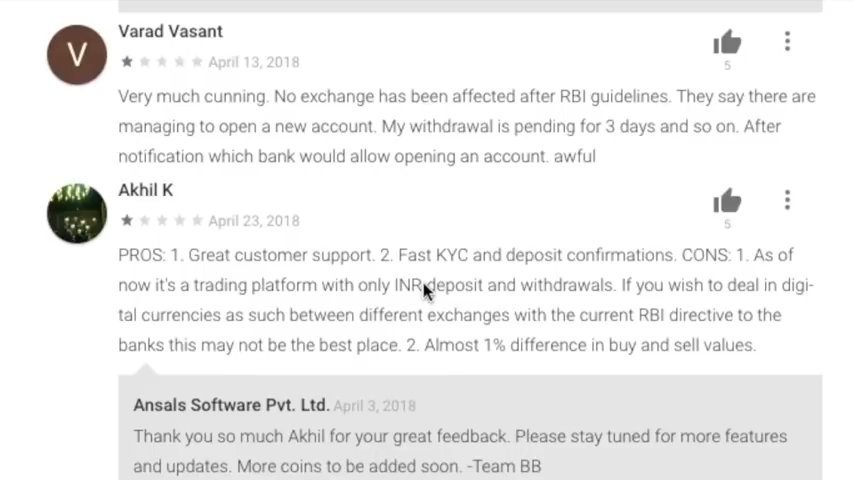 Varad Vasant
V
April 13, 2018
5
Very much cunning. No exchange has been affected after RBI guidelines. They say there are
managing to open a new account. My withdrawal is pending for 3 days and so on. After
notification which bank would allow opening an account. awful
Akhil K
April 23, 2018
5
PROS: 1. Great customer support. 2. Fast KYC and deposit confirmations. CONS: 1. As of
now it's a trading platform with only INR deposit and withdrawals. If you wish to deal in digi-
tal currencies as such between different exchanges with the current RBI directive to the
banks this may not be the best place. 2. Almost 1% difference in buy and sell values.
Ansals Software Pvt. Ltd. April 3, 2018
Thank you so much Akhil for your great feedback. Please stay tuned for more features
and updates. More coins to be added soon. -Team BB